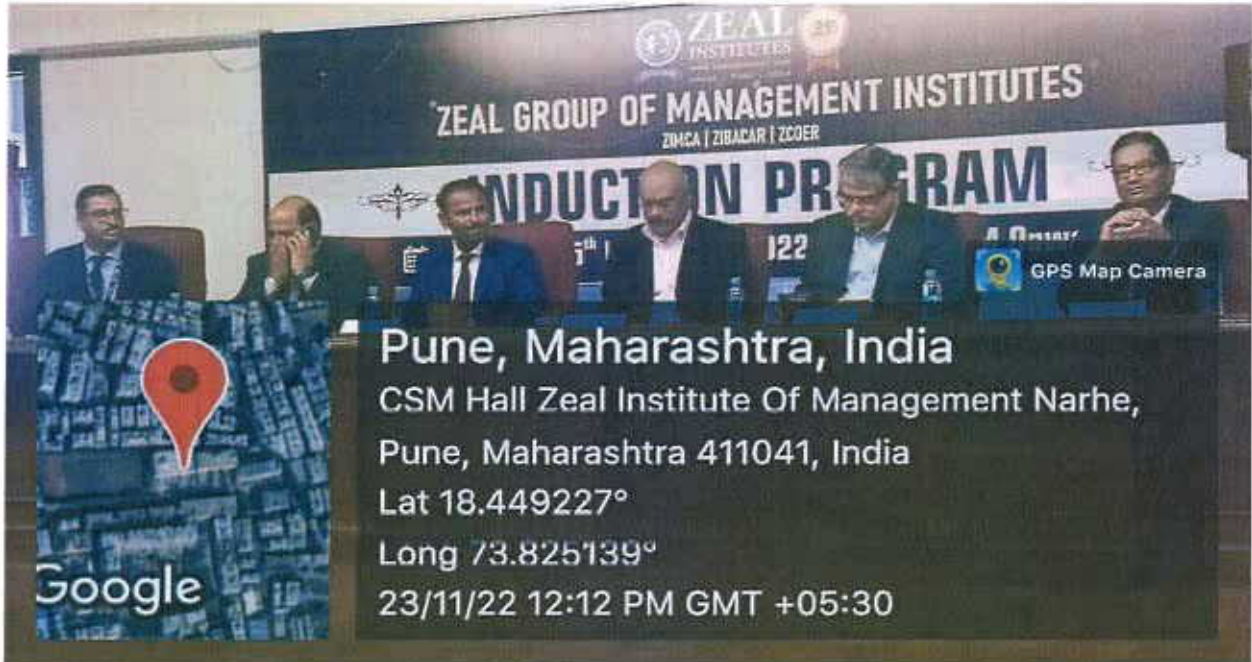 ZEAL
INSTITUTES
ZEAL GROUP OF MANAGEMENT INSTITUTES
ZIMCA | ZIBACAR | ZCOER
INDUCTION PROGRAM
GPS Map Camera
Pune, Maharashtra, India
CSM Hall Zeal Institute Of Management Narhe,
Pune, Maharashtra 411041, India
Lat 18.449227°
Long 73.825139°
23/11/22 12:12 PM GMT +05:30
Google